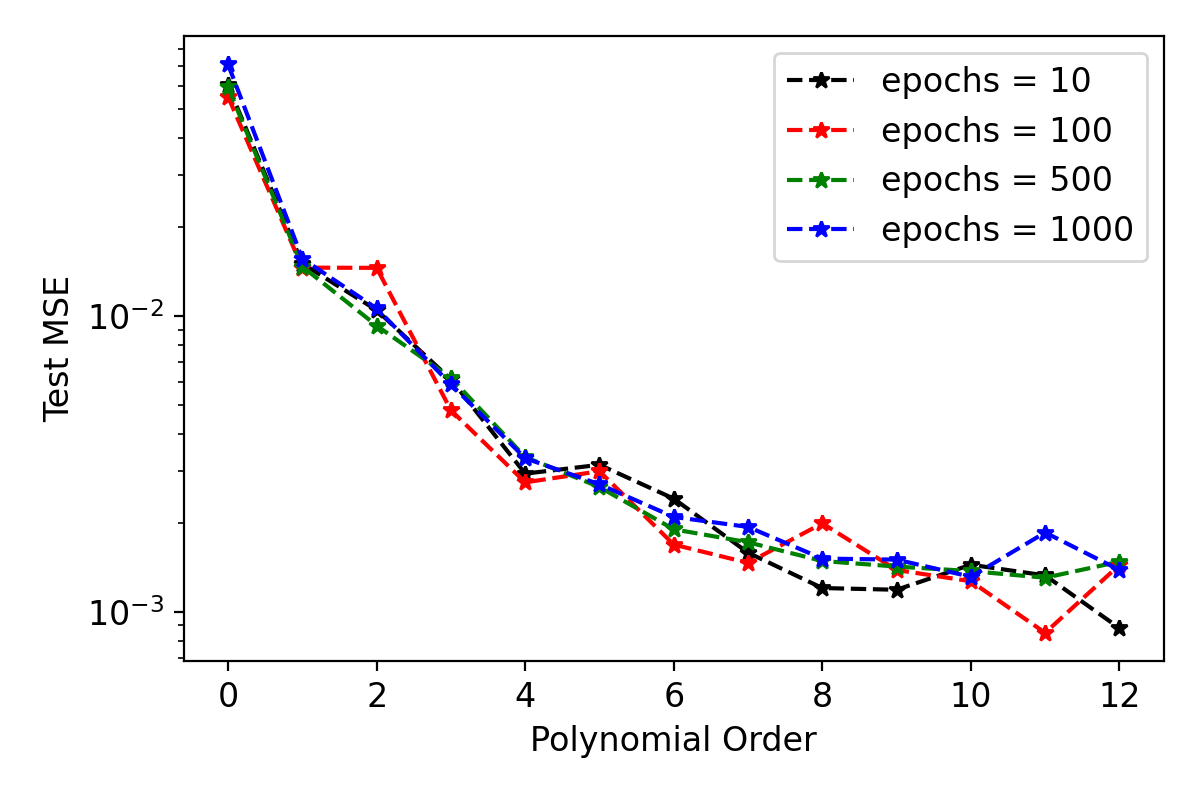 epochs = 10
epochs = 100
epochs = 500
epochs = 1000
Test MSE
10⁻²
10⁻³
0 2 4 6 8 10 12
Polynomial Order